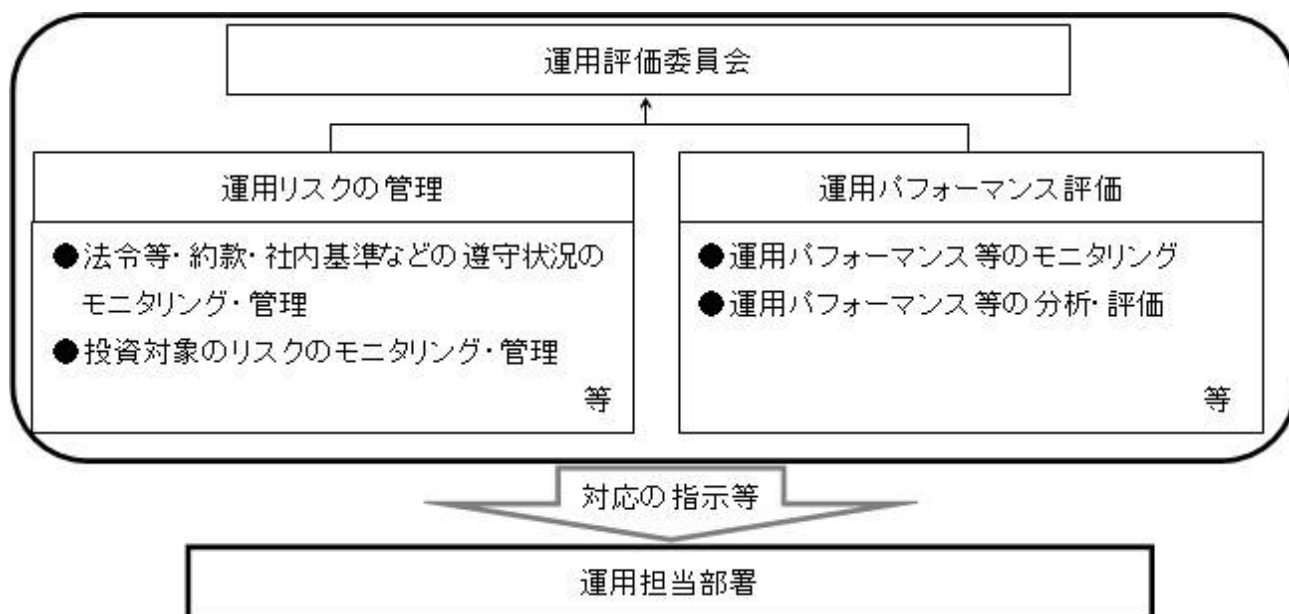 運用評価委員会
運用リスクの管理
●法令等・約款・社内基準などの遵守状況の
モニタリング・管理
●投資対象のリスクのモニタリング・管理
等
運用パフォーマンス評価
●運用パフォーマンス等のモニタリング
●運用パフォーマンス等の分析・評価
等
対応の指示等
運用担当部署